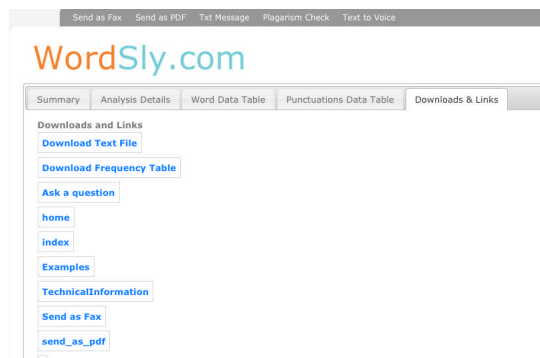 Send as Fax Send as PDF Txt Message Plagarism Check Text to Voice
WordSly.com
Summary Analysis Details Word Data Table Punctuations Data Table Downloads & Links
Downloads and Links
Download Text File
Download Frequency Table
Ask a question
home
index
Examples
TechnicalInformation
Send as Fax
send_as_pdf